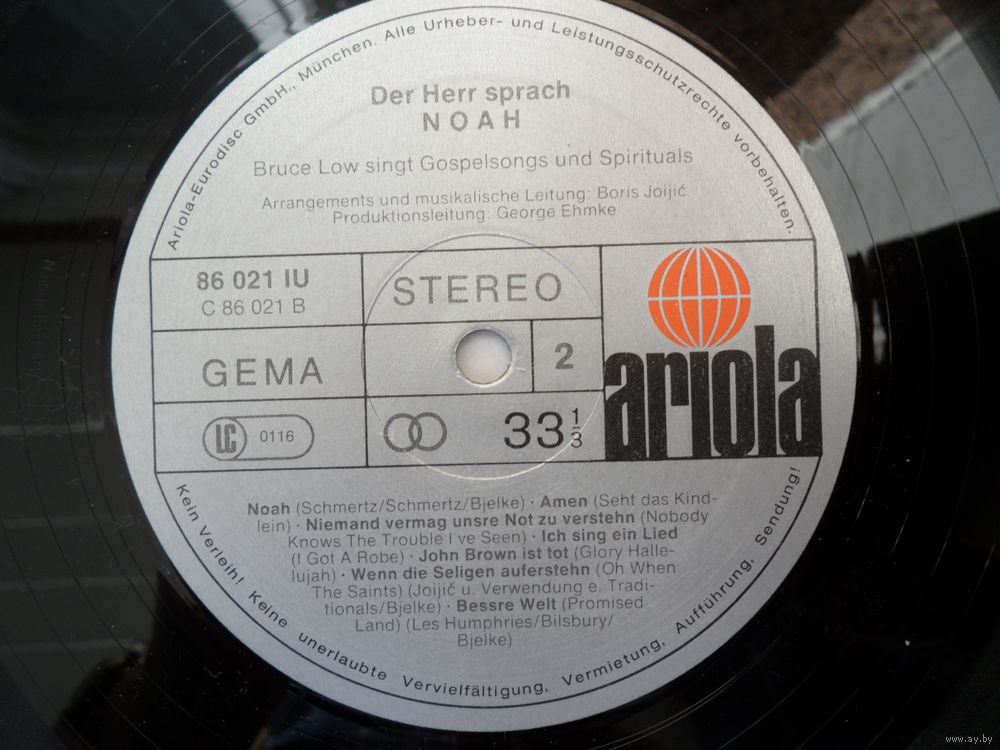 Ariola-Eurodisc GmbH., München. Alle Urheber- und Leistungsschutzrechte vorbehalten.
Der Herr sprach
NOAH
Bruce Low singt Gospelsongs und Spirituals
Arrangements und musikalische Leitung: Boris Joijić
Produktionsleitung: George Ehmke
86 021 IU
C 86 021 B
STEREO
GEMA
2
LC 0116
33 1/3
ariola
Noah (Schmertz/Schmertz/Bjelke) · Amen (Seht das Kind-
lein) · Niemand vermag unsre Not zu verstehn (Nobody
Knows The Trouble I've Seen) · Ich sing ein Lied
(I Got A Robe) · John Brown ist tot (Glory Halle-
lujah) · Wenn die Seligen auferstehn (Oh When
The Saints) (Joijič u. Verwendung e. Tradi-
tionals/Bjelke) · Bessre Welt (Promised
Land) (Les Humphries/Bilsbury/
Bjelke)
Kein Verleih! Keine unerlaubte Vervielfältigung, Vermietung, Aufführung, Sendung!
www.ay.by